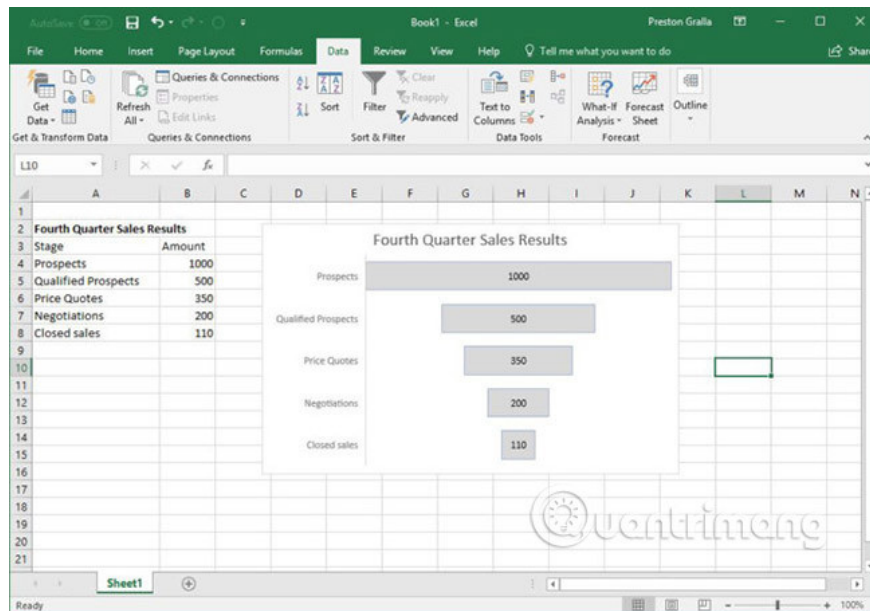 AutoSave On Book1 - Excel Preston Gralla
File Home Insert Page Layout Formulas Data Review View Help Tell me what you want to do Shar
Get Data Refresh All Queries & Connections Properties Edit Links Sort Filter Clear Reapply Advanced Text to Columns What-If Analysis Forecast Sheet Outline
Get & Transform Data Queries & Connections Sort & Filter Data Tools Forecast
L10 fx
A B C D E F G H I J K L M N
1
2 Fourth Quarter Sales Results
3 Stage Amount
4 Prospects 1000
5 Qualified Prospects 500
6 Price Quotes 350
7 Negotiations 200
8 Closed sales 110
9
10
11
12
13
14
15
16
17
18
19
20
21
Fourth Quarter Sales Results
Prospects 1000
Qualified Prospects 500
Price Quotes 350
Negotiations 200
Closed sales 110
Quantrimang
Sheet1
Ready 100%